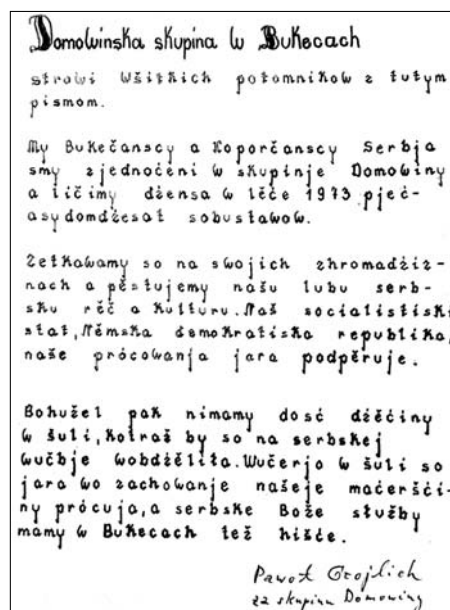 Domowinska skupina w Bukecach
strowi wšitkich potomnikow z tutym
pismom.
My Bukečanscy a Koporčanscy Serbja
smy zjednoćeni w skupinje Domowiny
a ličimy dźensa w lěće 1973 pjeć-
asydomdźesat sobustawow.
Zetkawamy so na swojich zhromadźiz-
nach a pěstujemy našu lubu serb-
sku rěč a kulturu. Naš socialistiski
stat, Němska demokratiska republika,
naše prócowanja jara podpěruje.
Bohužel pak nimamy dosć dźěćiny
w šuli, kotraž by so na serbskej
wučbje wobdźěliła. Wučerjo w šuli so
jara wo zachowanje našeje maćeršći-
ny prócuja, a serbske Bože słužby
mamy w Bukecach tež hišće.
Pawoł Grojlich
za skupinu Domowiny